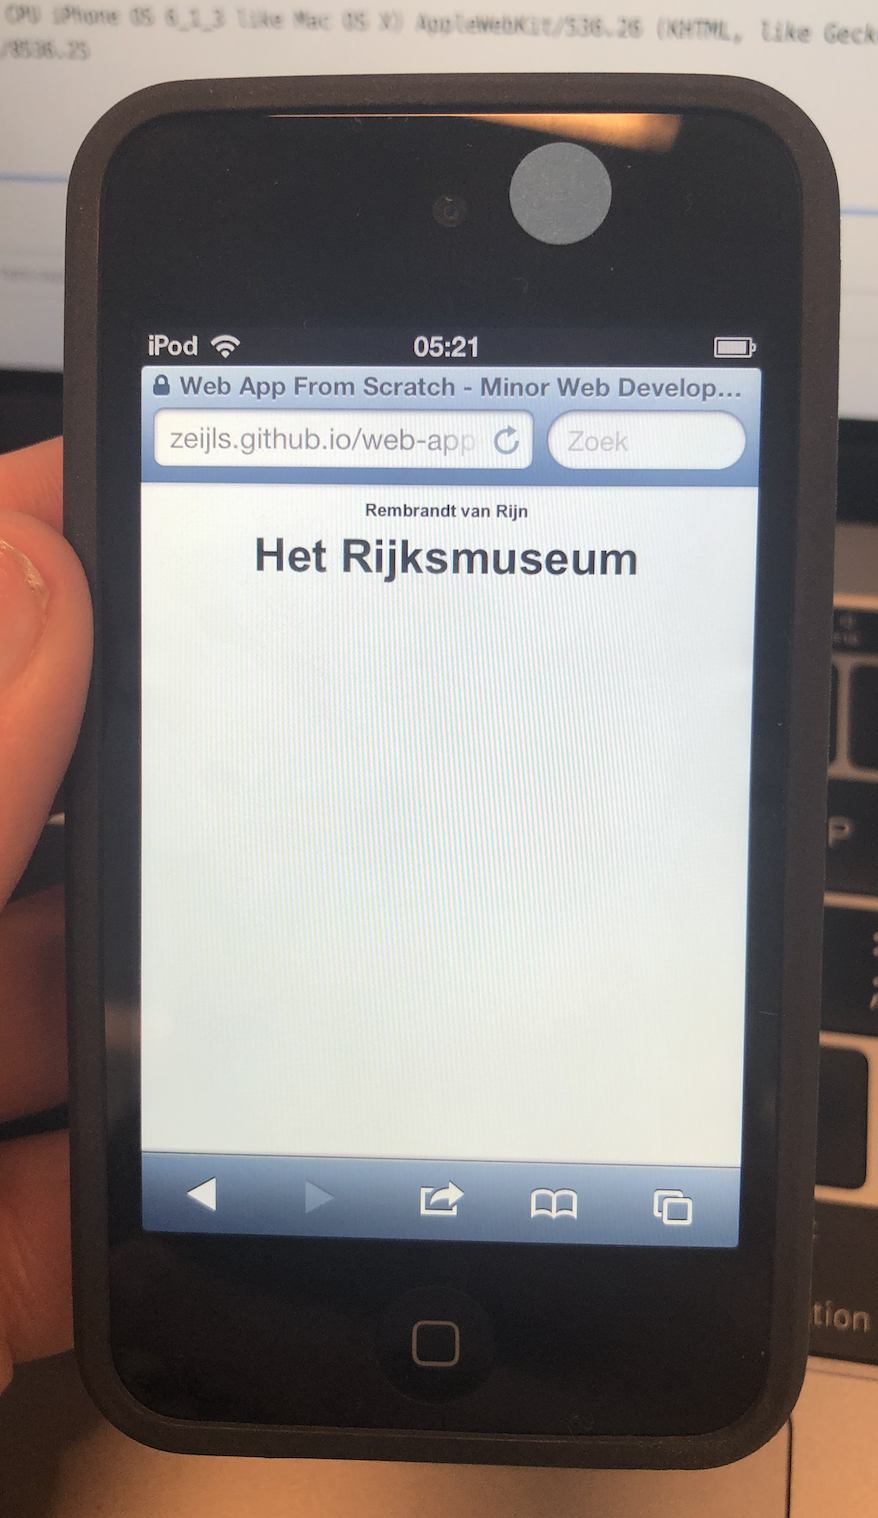 CPU iPhone OS 6_1_3 like Mac OS X) AppleWebKit/536.26 (KHTML, like Geck
/8536.25
iPod 05:21
Web App From Scratch - Minor Web Develop...
zeijls.github.io/web-app Zoek
Rembrandt van Rijn
Het Rijksmuseum
P
tion